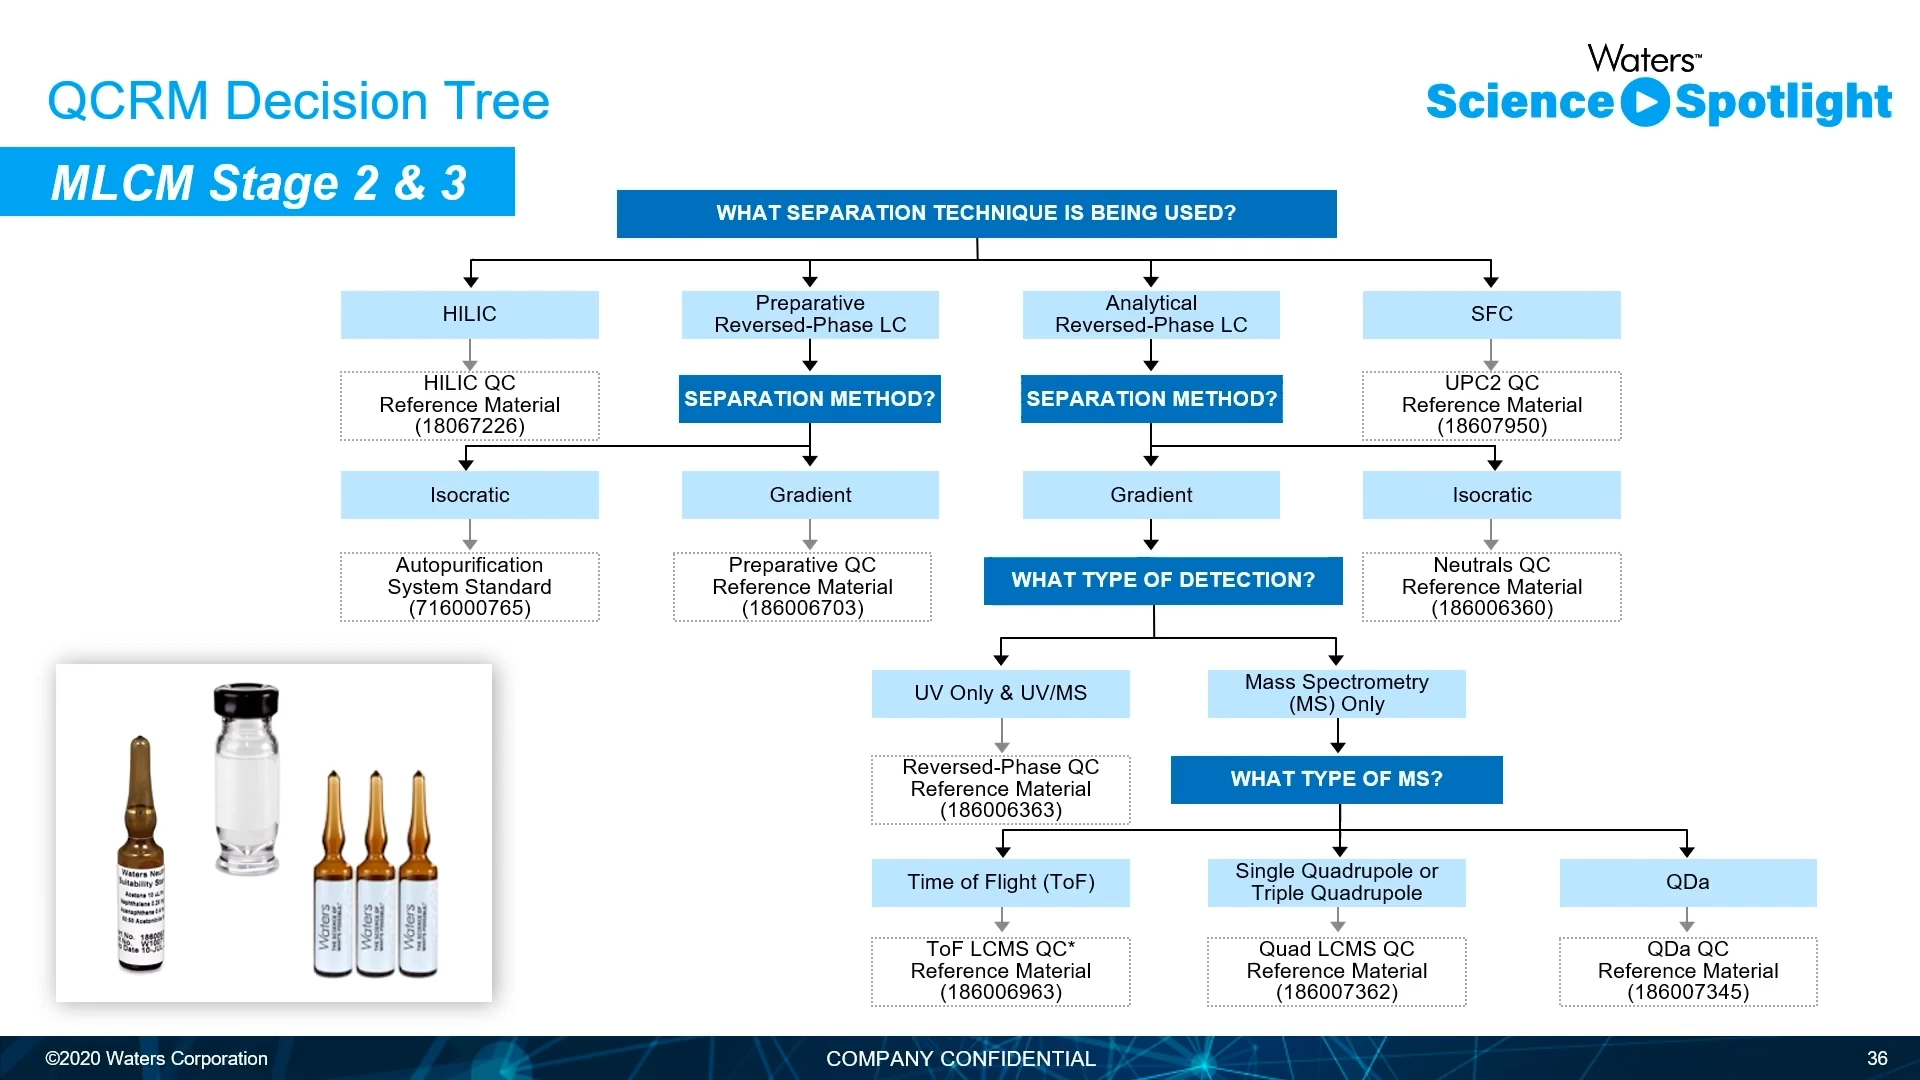 Waters™
Science Spotlight
QCRM Decision Tree
MLCM Stage 2 & 3
WHAT SEPARATION TECHNIQUE IS BEING USED?
HILIC
Preparative
Reversed-Phase LC
Analytical
Reversed-Phase LC
SFC
HILIC QC
Reference Material
(18067226)
SEPARATION METHOD?
SEPARATION METHOD?
UPC2 QC
Reference Material
(18607950)
Isocratic
Gradient
Gradient
Isocratic
Autopurification
System Standard
(716000765)
Preparative QC
Reference Material
(186006703)
WHAT TYPE OF DETECTION?
Neutrals QC
Reference Material
(186006360)
UV Only & UV/MS
Mass Spectrometry
(MS) Only
Reversed-Phase QC
Reference Material
(186006363)
WHAT TYPE OF MS?
Time of Flight (ToF)
Single Quadrupole or
Triple Quadrupole
QDa
ToF LCMS QC*
Reference Material
(186006963)
Quad LCMS QC
Reference Material
(186007362)
QDa QC
Reference Material
(186007345)
Waters
Waters
Waters
Waters
©2020 Waters Corporation
COMPANY CONFIDENTIAL
36